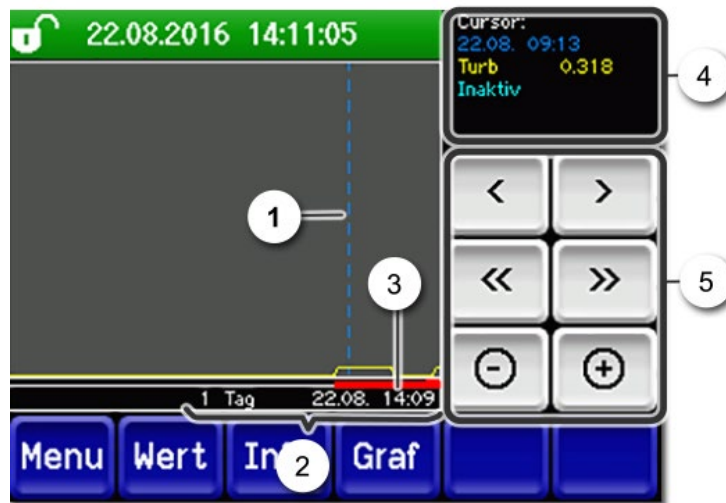 22.08.2016 14:11:05
Cursor:
22.08. 09:13
Turb 0.318
Inaktiv
4
1
3
< >
<< >>
5
- +
1 Tag 22.08. 14:09
Menu Wert Graf
2